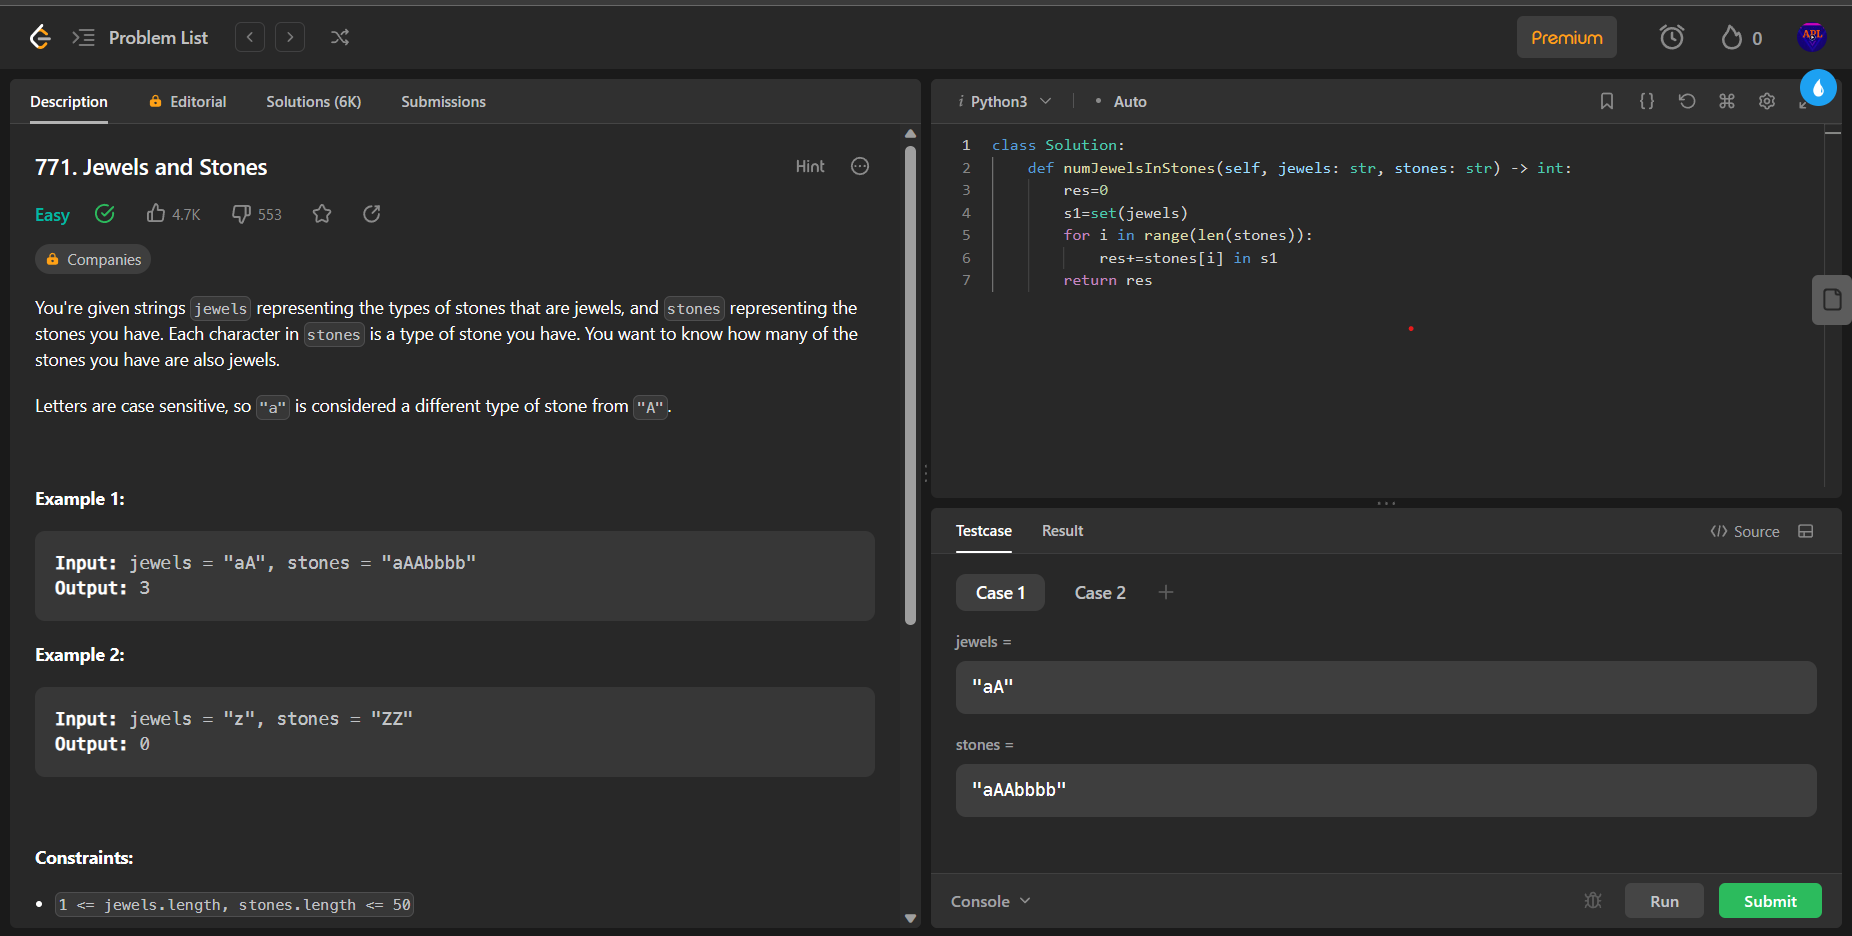 Problem List
Premium
0
APL
Description
Editorial
Solutions (6K)
Submissions
771. Jewels and Stones
Hint
Easy
4.7K
553
Companies
You're given strings jewels representing the types of stones that are jewels, and stones representing the
stones you have. Each character in stones is a type of stone you have. You want to know how many of the
stones you have are also jewels.
Letters are case sensitive, so "a" is considered a different type of stone from "A".
Example 1:
Input: jewels = "aA", stones = "aAAbbbb"
Output: 3
Example 2:
Input: jewels = "z", stones = "ZZ"
Output: 0
Constraints:
• 1 <= jewels.length, stones.length <= 50
i Python3
• Auto
{}
1 class Solution:
2     def numJewelsInStones(self, jewels: str, stones: str) -> int:
3         res=0
4         s1=set(jewels)
5         for i in range(len(stones)):
6             res+=stones[i] in s1
7         return res
Testcase
Result
</> Source
Case 1
Case 2
+
jewels =
"aA"
stones =
"aAAbbbb"
Console
Run
Submit